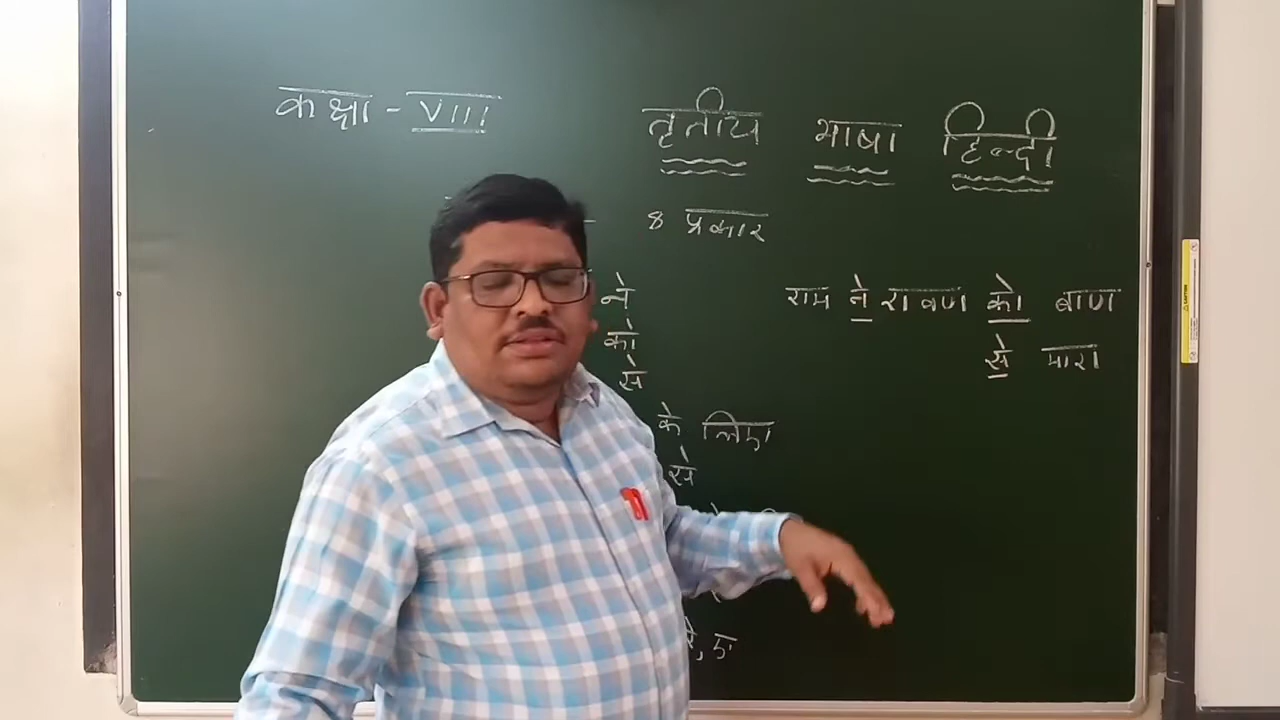 कक्षा - VIII
तृतीय भाषा हिन्दी
8 प्रकार
ने
को
से
के लिए
से
राम ने रावण को बाण
से मारा